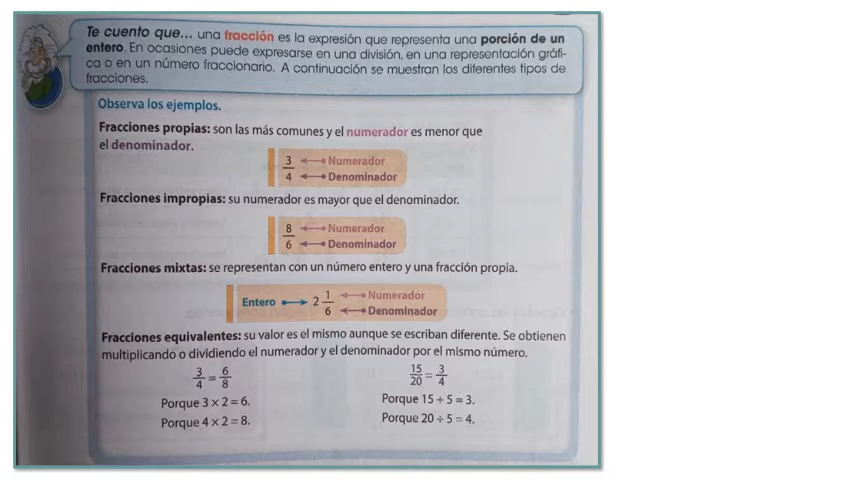 Te cuento que... una fracción es la expresión que representa una porción de un
entero. En ocasiones puede expresarse en una división, en una representación gráfi-
ca o en un número fraccionario. A continuación se muestran los diferentes tipos de
fracciones.
Observa los ejemplos.
Fracciones propias: son las más comunes y el numerador es menor que
el denominador.
3 Numerador
4 Denominador
Fracciones impropias: su numerador es mayor que el denominador.
8 Numerador
6 Denominador
Fracciones mixtas: se representan con un número entero y una fracción propia.
Entero 2 1/6 Numerador
Denominador
Fracciones equivalentes: su valor es el mismo aunque se escriban diferente. Se obtienen
multiplicando o dividiendo el numerador y el denominador por el mismo número.
3/4 = 6/8 15/20 = 3/4
Porque 3 × 2 = 6. Porque 15 ÷ 5 = 3.
Porque 4 × 2 = 8. Porque 20 ÷ 5 = 4.